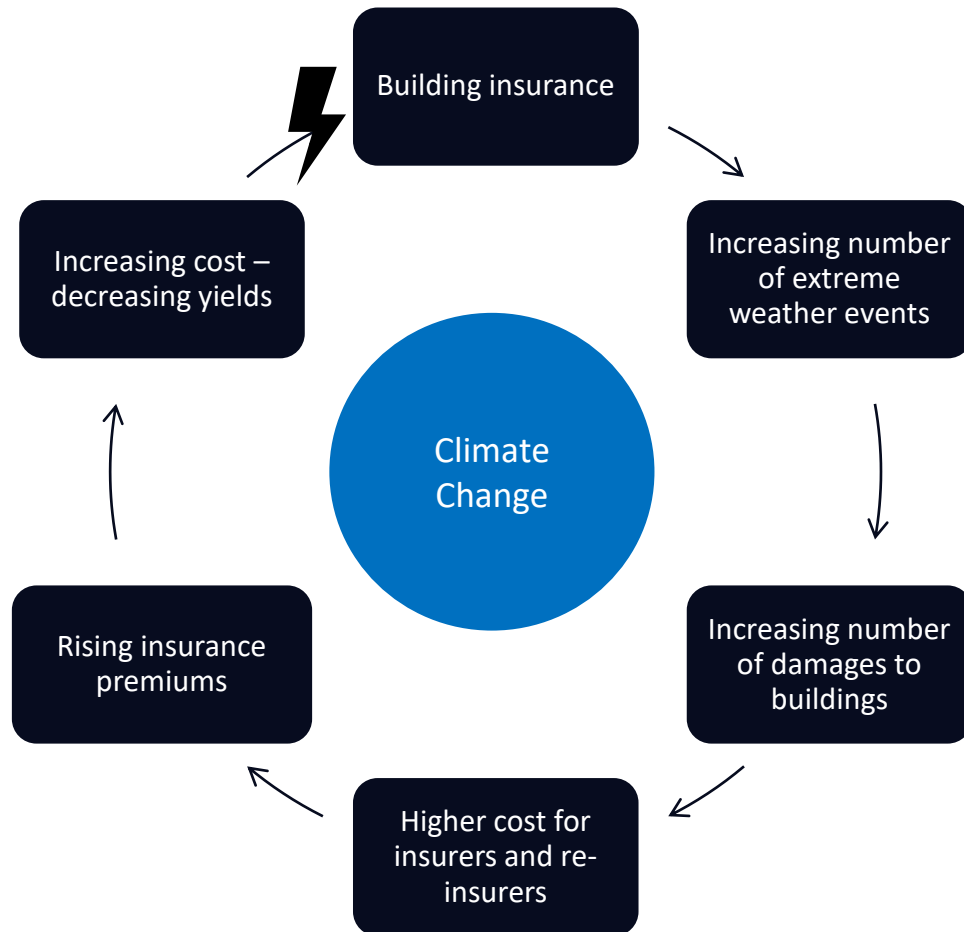 Building insurance
Increasing number
of extreme
weather events
Increasing number
of damages to
buildings
Higher cost for
insurers and re-
insurers
Rising insurance
premiums
Increasing cost –
decreasing yields
Climate
Change